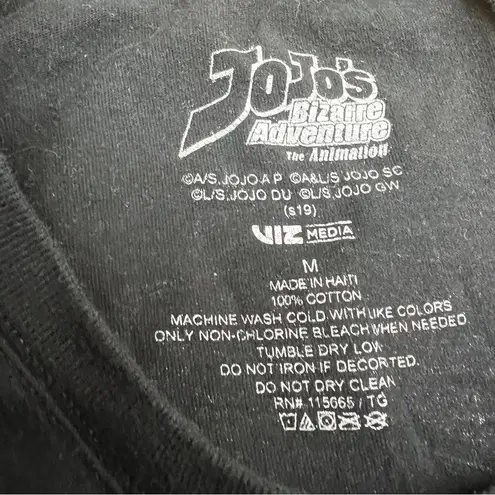 JoJo's
Bizarre
Adventure
The Animation
©A/S,JOJO A P ©A&L/S JOJO SC
©L/S,JOJO DU ©L/S,JOJO GW
(s19)
VIZ MEDIA
M
MADE IN HAITI
100% COTTON
MACHINE WASH COLD WITH LIKE COLORS
ONLY NON-CHLORINE BLEACH WHEN NEEDED
TUMBLE DRY LOW
DO NOT IRON IF DECORTED.
DO NOT DRY CLEAN
RN# 115065 / TG